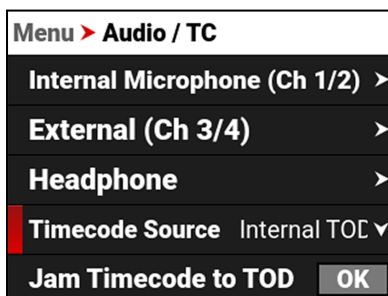 Menu > Audio / TC
Internal Microphone (Ch 1/2) >
External (Ch 3/4) >
Headphone >
Timecode Source Internal TOD
Jam Timecode to TOD OK